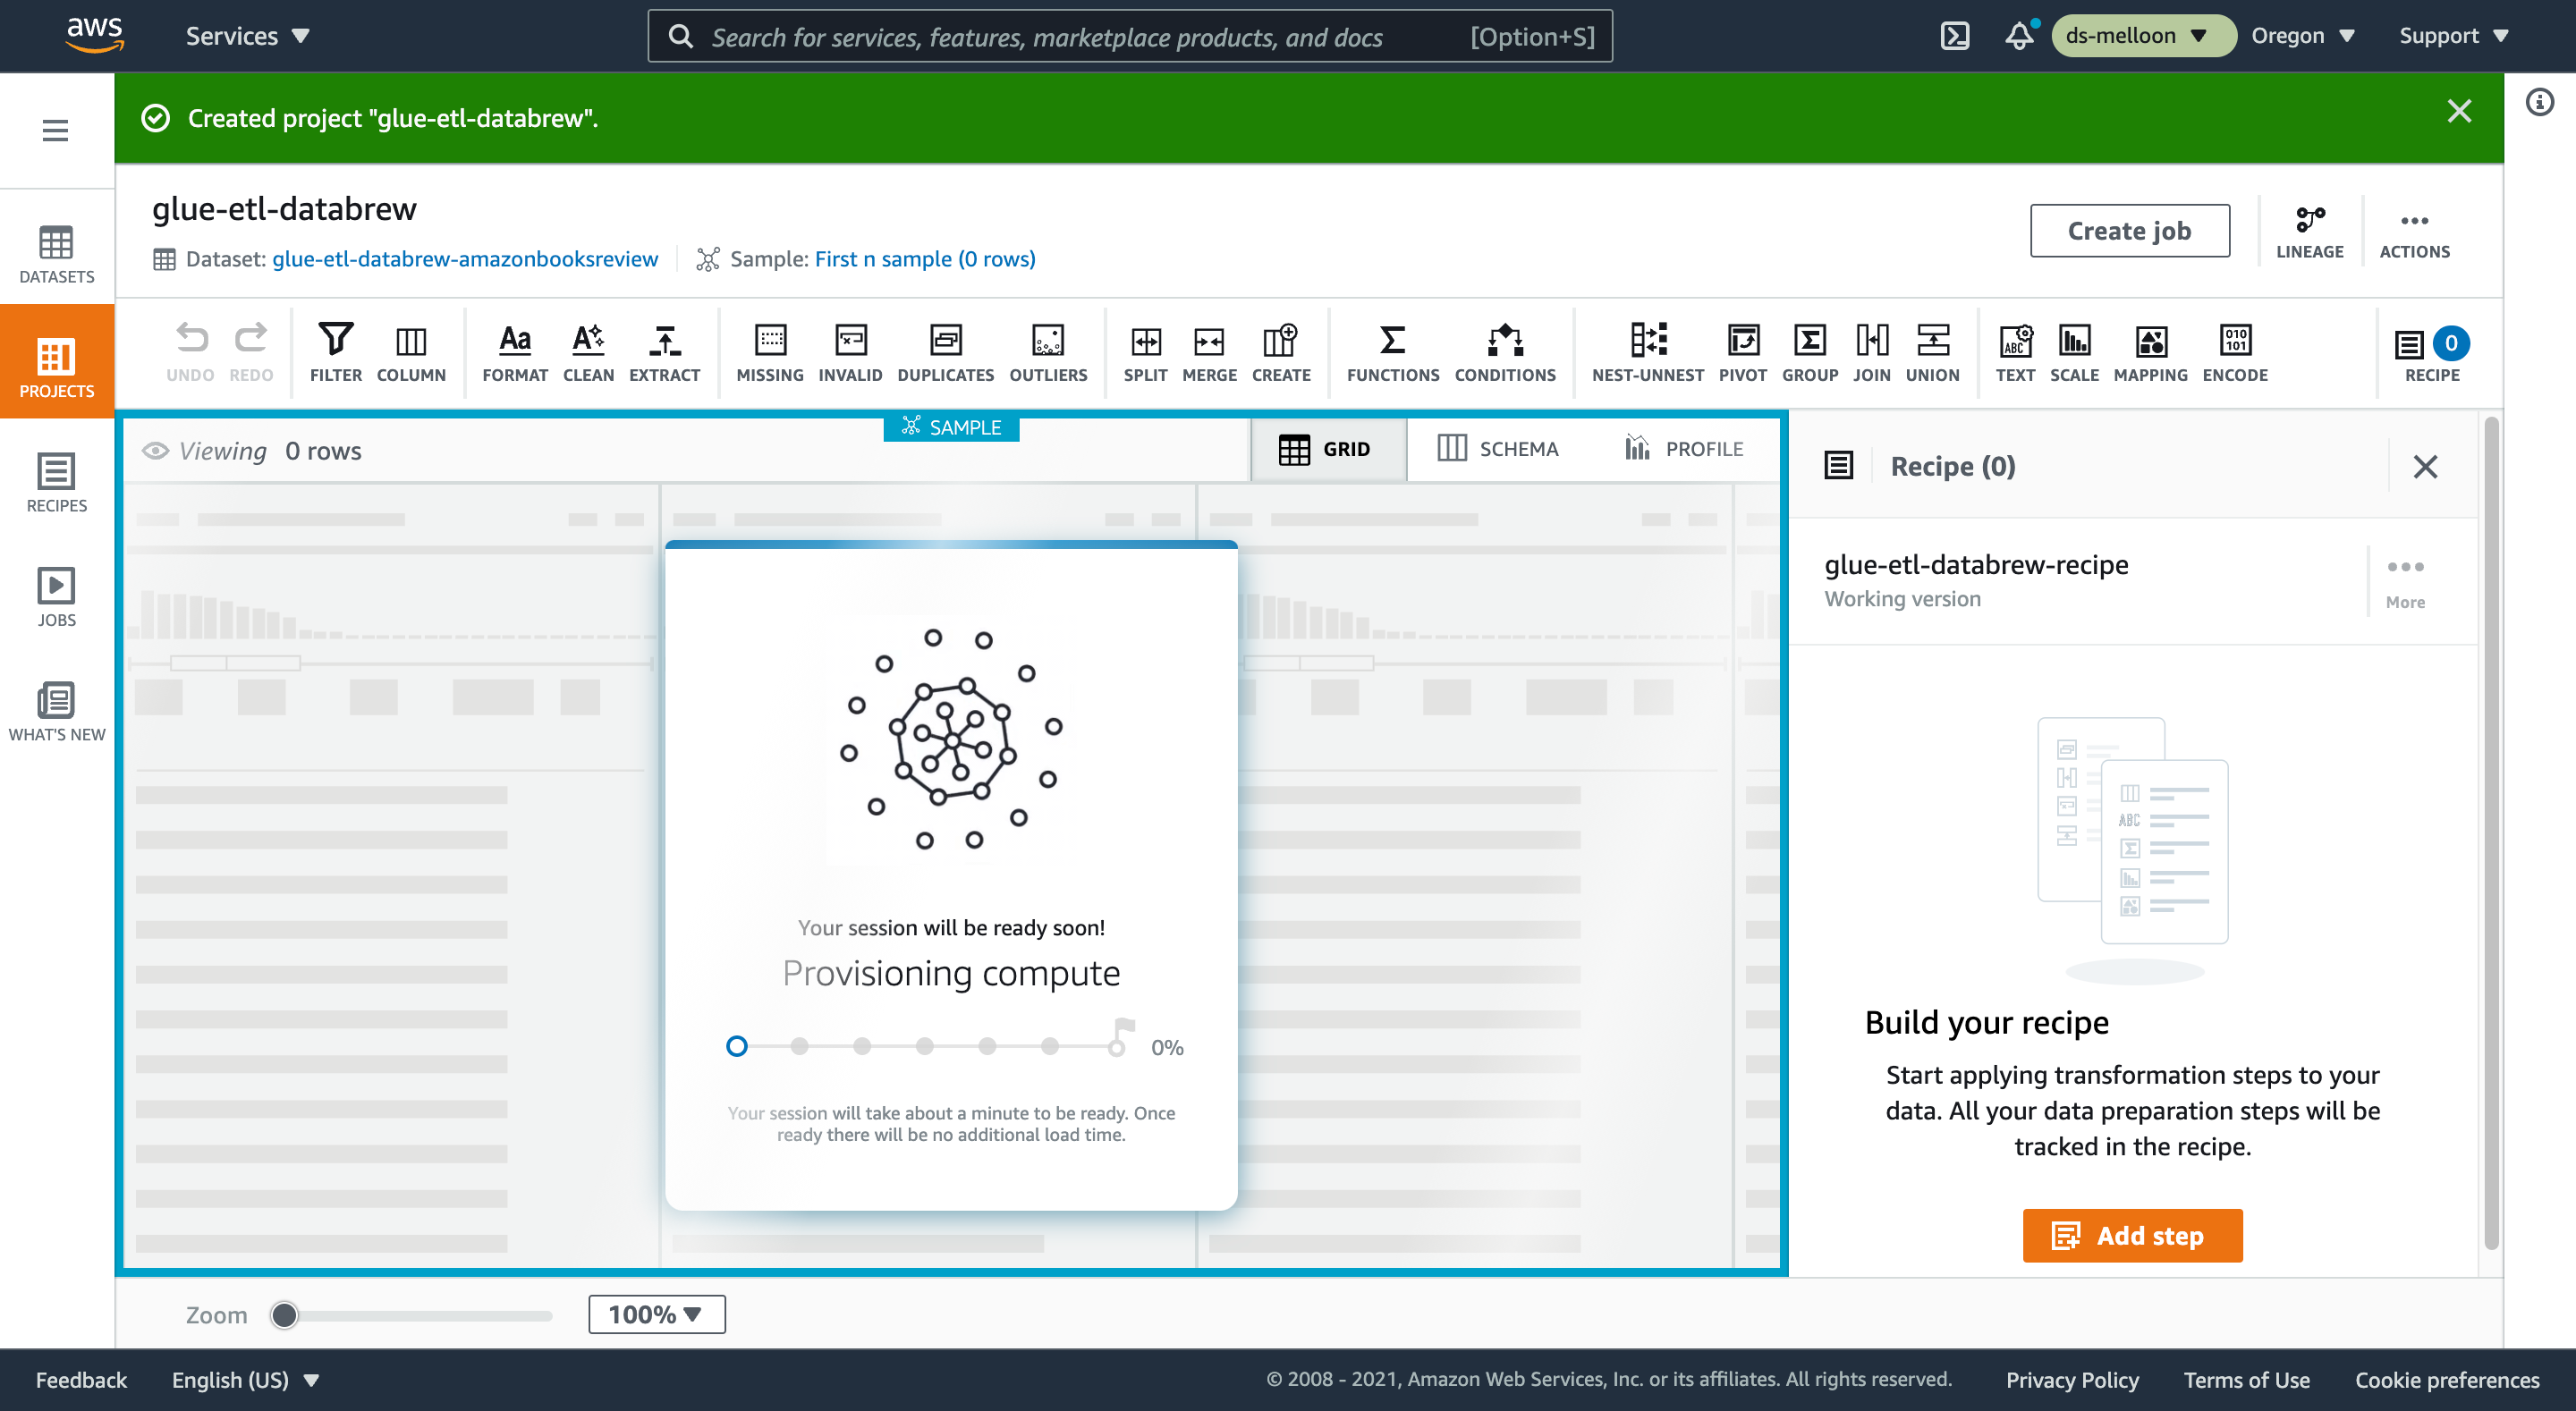 aws
Services
Search for services, features, marketplace products, and docs [Option+S]
ds-melloon
Oregon
Support
Created project "glue-etl-databrew".
glue-etl-databrew
Dataset: glue-etl-databrew-amazonbooksreview
Sample: First n sample (0 rows)
Create job
LINEAGE
ACTIONS
DATASETS
PROJECTS
RECIPES
JOBS
WHAT'S NEW
UNDO REDO FILTER COLUMN FORMAT CLEAN EXTRACT MISSING INVALID DUPLICATES OUTLIERS SPLIT MERGE CREATE FUNCTIONS CONDITIONS NEST-UNNEST PIVOT GROUP JOIN UNION TEXT SCALE MAPPING ENCODE
0
RECIPE
SAMPLE
Viewing 0 rows
GRID
SCHEMA
PROFILE
Your session will be ready soon!
Provisioning compute
0%
Your session will take about a minute to be ready. Once
ready there will be no additional load time.
Recipe (0)
glue-etl-databrew-recipe
Working version
More
ABC
Build your recipe
Start applying transformation steps to your
data. All your data preparation steps will be
tracked in the recipe.
Add step
Zoom
100%
Feedback
English (US)
© 2008 - 2021, Amazon Web Services, Inc. or its affiliates. All rights reserved.
Privacy Policy
Terms of Use
Cookie preferences